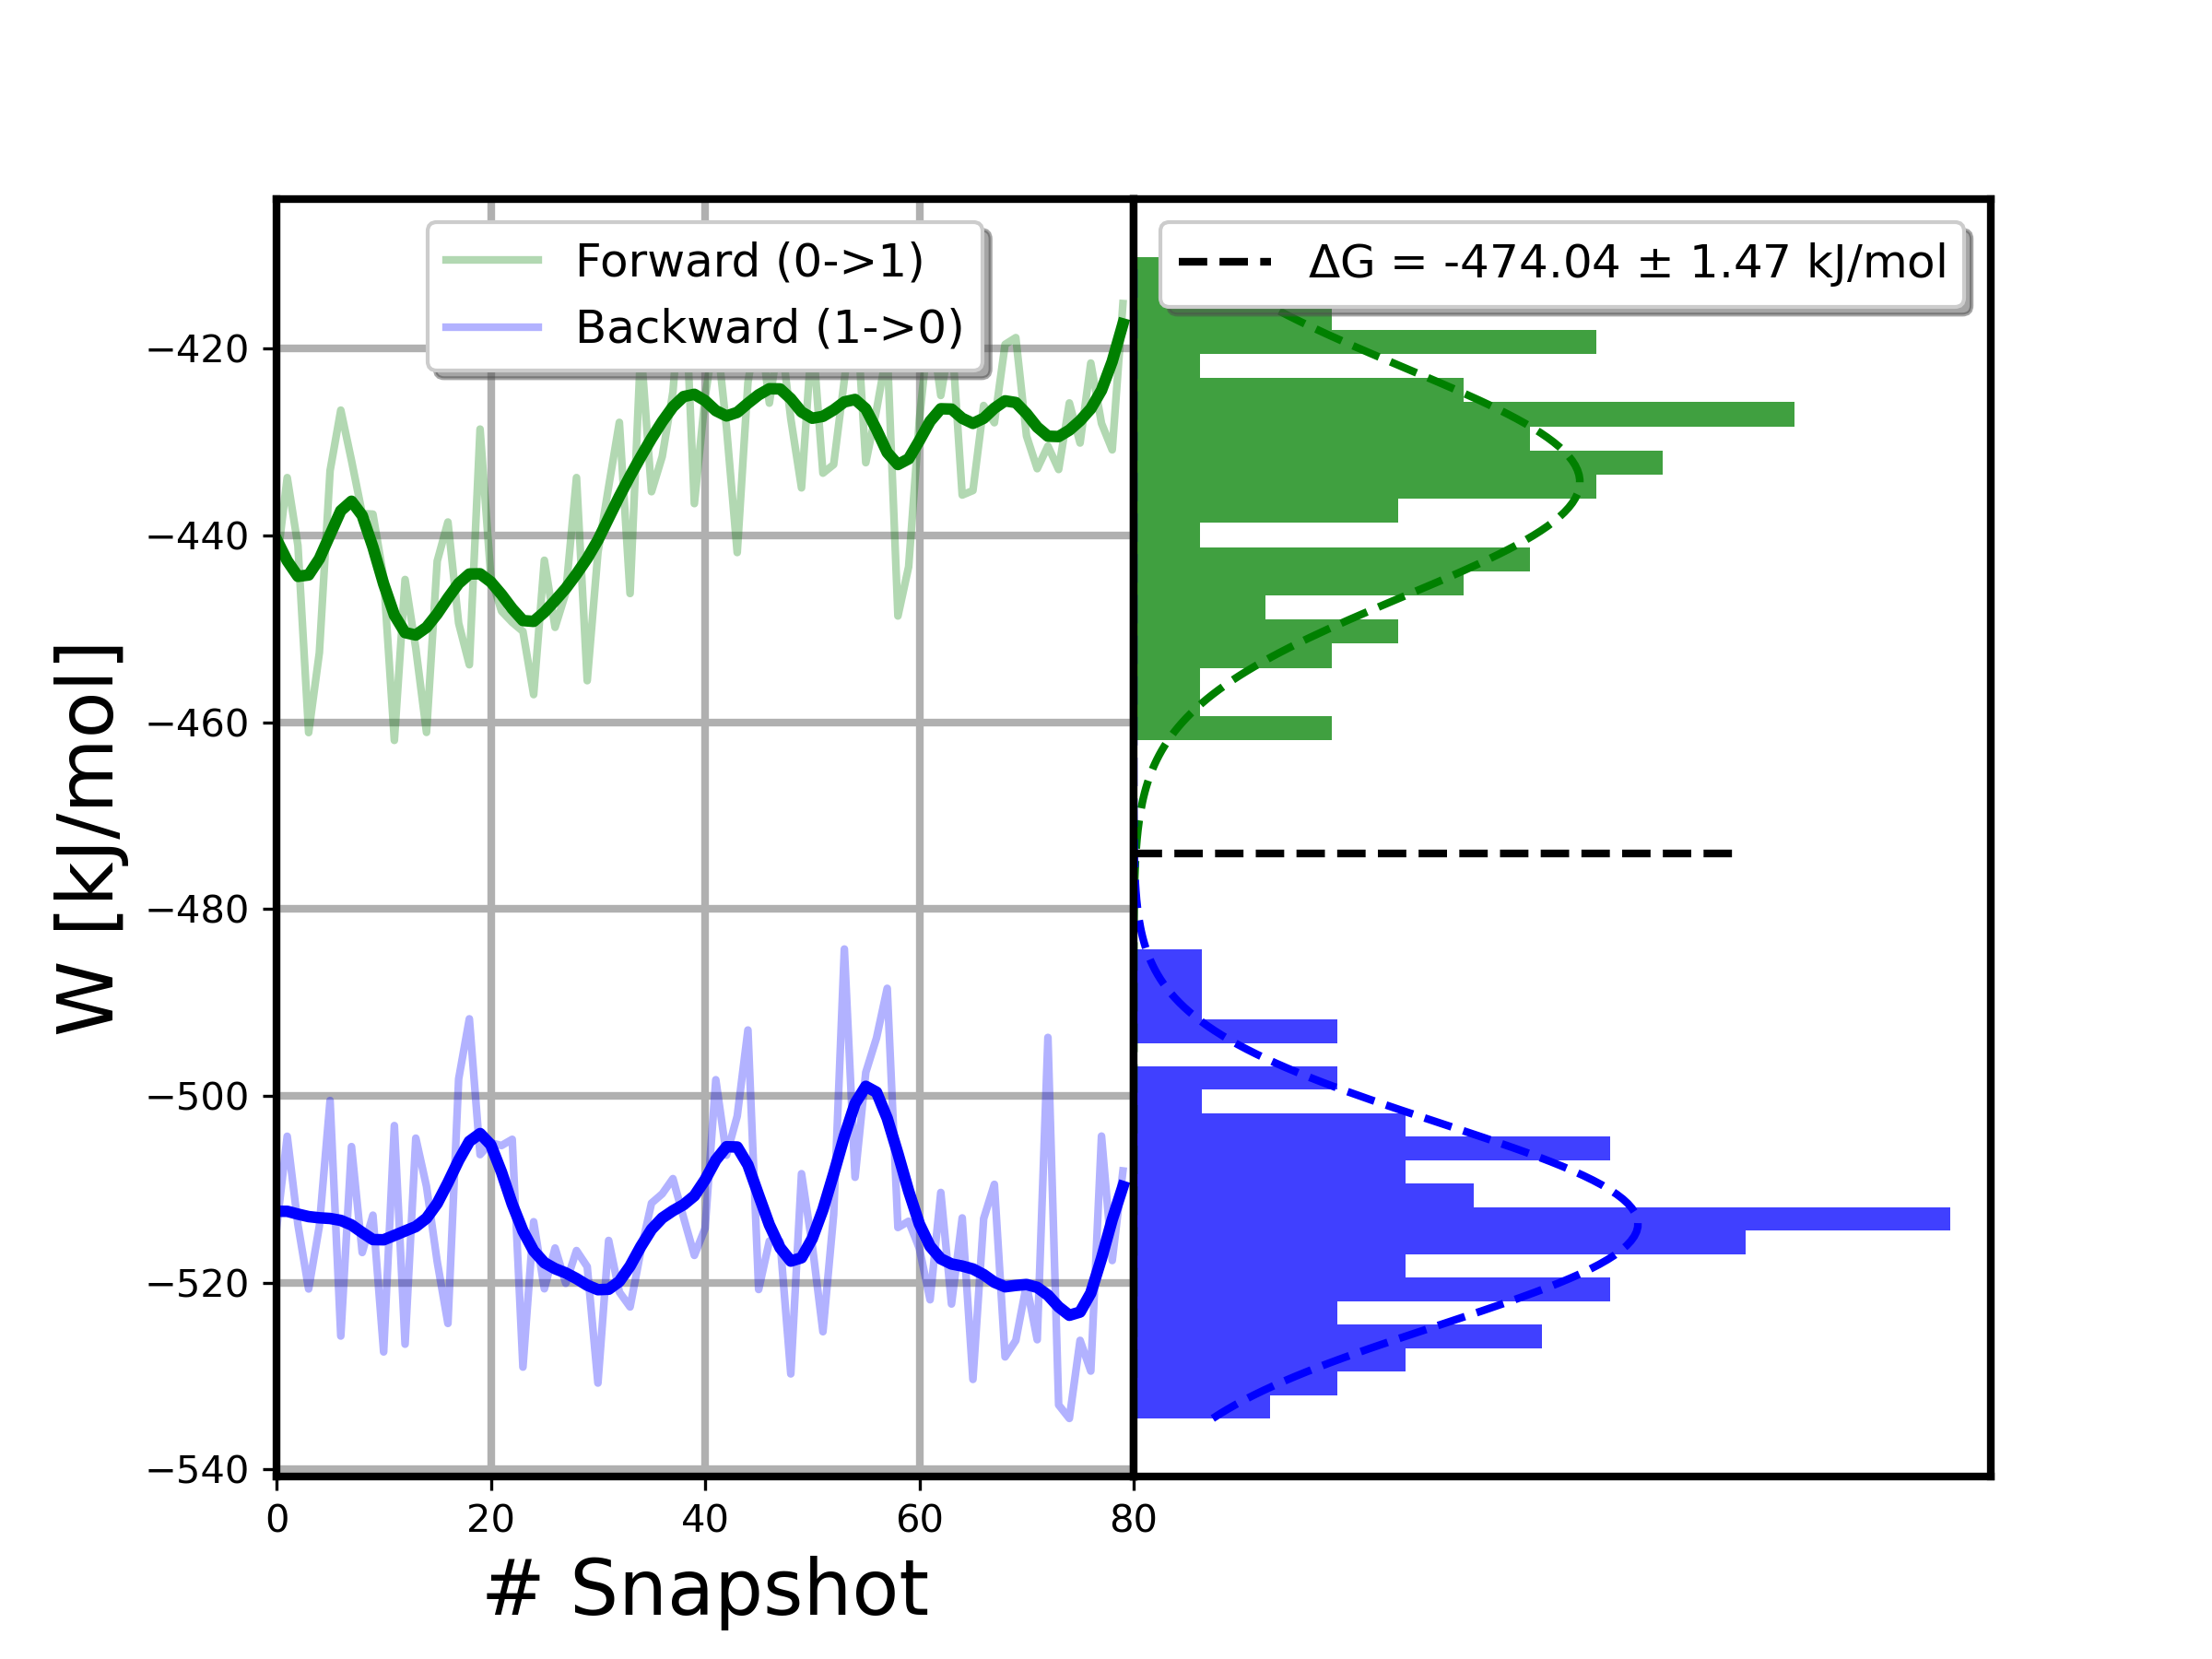 Forward (0->1)
Backward (1->0)
ΔG = -474.04 ± 1.47 kJ/mol
W [kJ/mol]
−420
−440
−460
−480
−500
−520
−540
0 20 40 60 80
# Snapshot